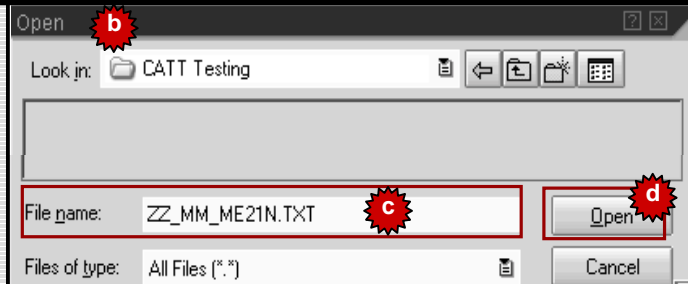 Open b
Look in: CATT Testing
File name: ZZ_MM_ME21N.TXT c Open d
Files of type: All Files (*.*) Cancel